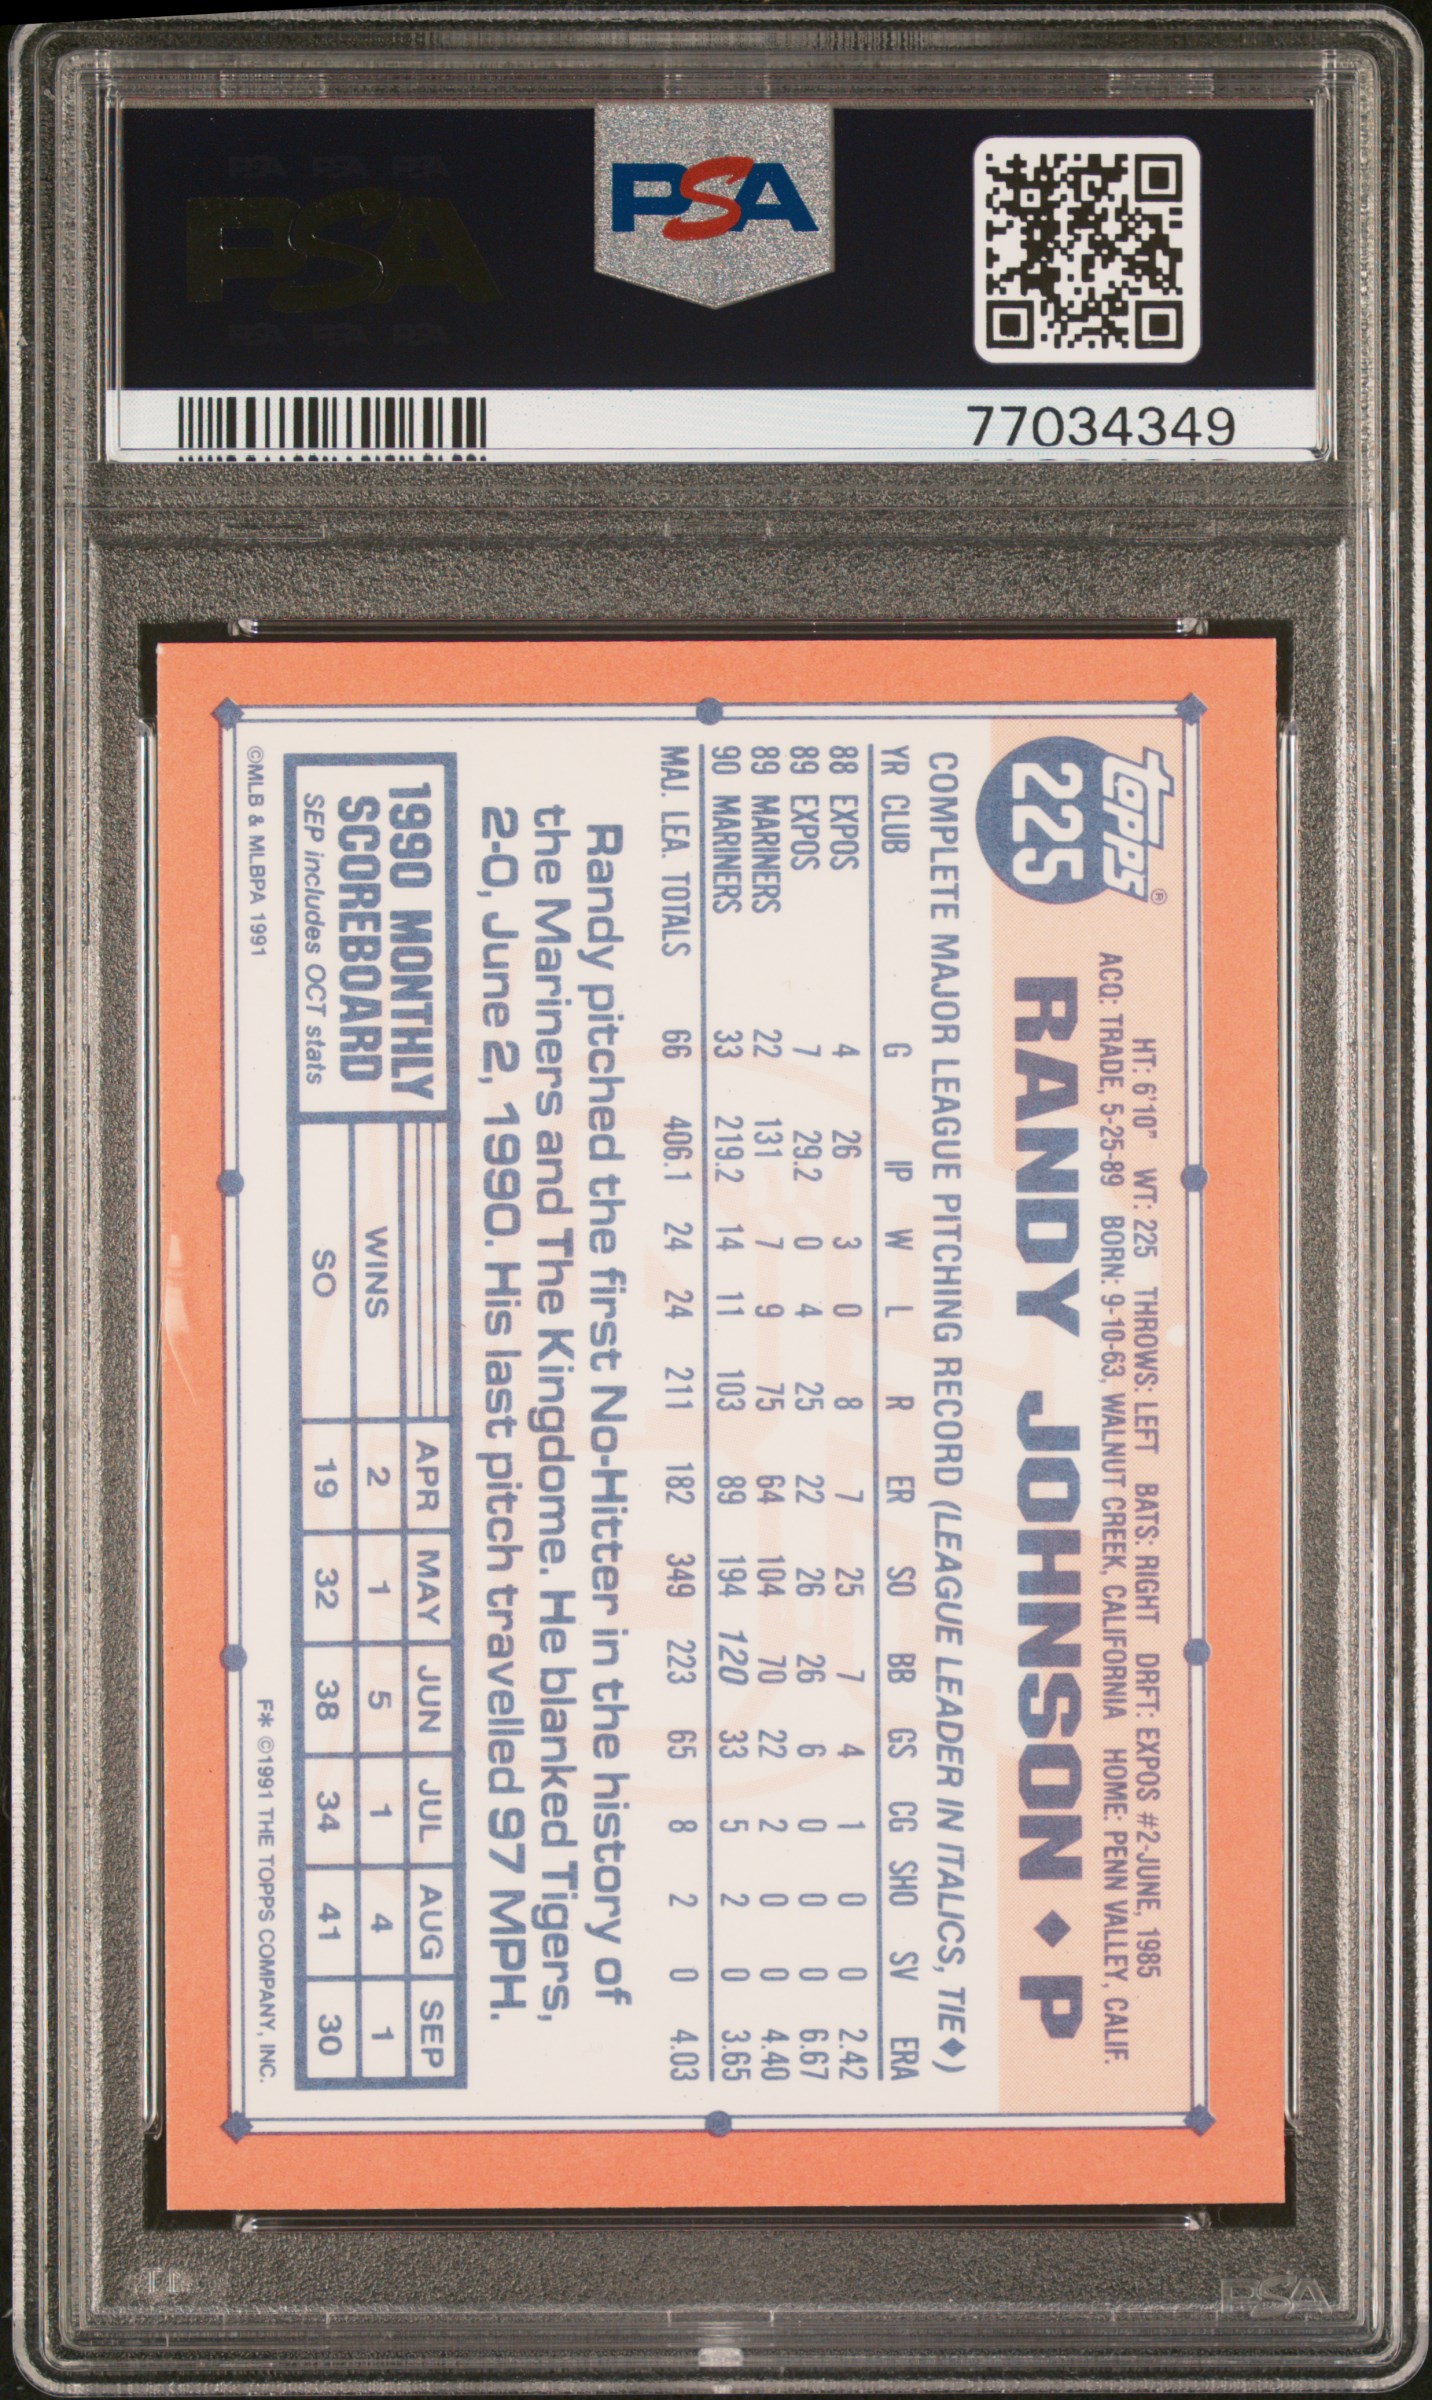 PSA
PSA PSA PSA
PSA
PSA PSA PSA
77034349
topps®
225
HT: 6'10" WT: 225 THROWS: LEFT BATS: RIGHT DRFT: EXPOS #2-JUNE, 1985
ACQ: TRADE, 5-25-89 BORN: 9-10-63, WALNUT CREEK, CALIFORNIA HOME: PENN VALLEY, CALIF.
RANDY JOHNSON ◆ P
COMPLETE MAJOR LEAGUE PITCHING RECORD (LEAGUE LEADER IN ITALICS, TIE◆)
YR CLUB G IP W L R ER SO BB GS CG SHO SV ERA
88 EXPOS 4 26 3 0 8 7 25 7 4 1 0 0 2.42
89 EXPOS 7 29.2 0 4 25 22 26 26 6 0 0 0 6.67
89 MARINERS 22 131 7 9 75 64 104 70 22 2 0 0 4.40
90 MARINERS 33 219.2 14 11 103 89 194 120 33 5 2 0 3.65
MAJ. LEA. TOTALS 66 406.1 24 24 211 182 349 223 65 8 2 0 4.03
Randy pitched the first No-Hitter in the history of
the Mariners and The Kingdome. He blanked Tigers,
2-0, June 2, 1990. His last pitch travelled 97 MPH.
1990 MONTHLY
SCOREBOARD
SEP includes OCT stats
APR MAY JUN JUL AUG SEP
WINS 2 1 5 1 4 1
SO 19 32 38 34 41 30
©MLB & MLBPA 1991
F* ©1991 THE TOPPS COMPANY, INC.
PSA